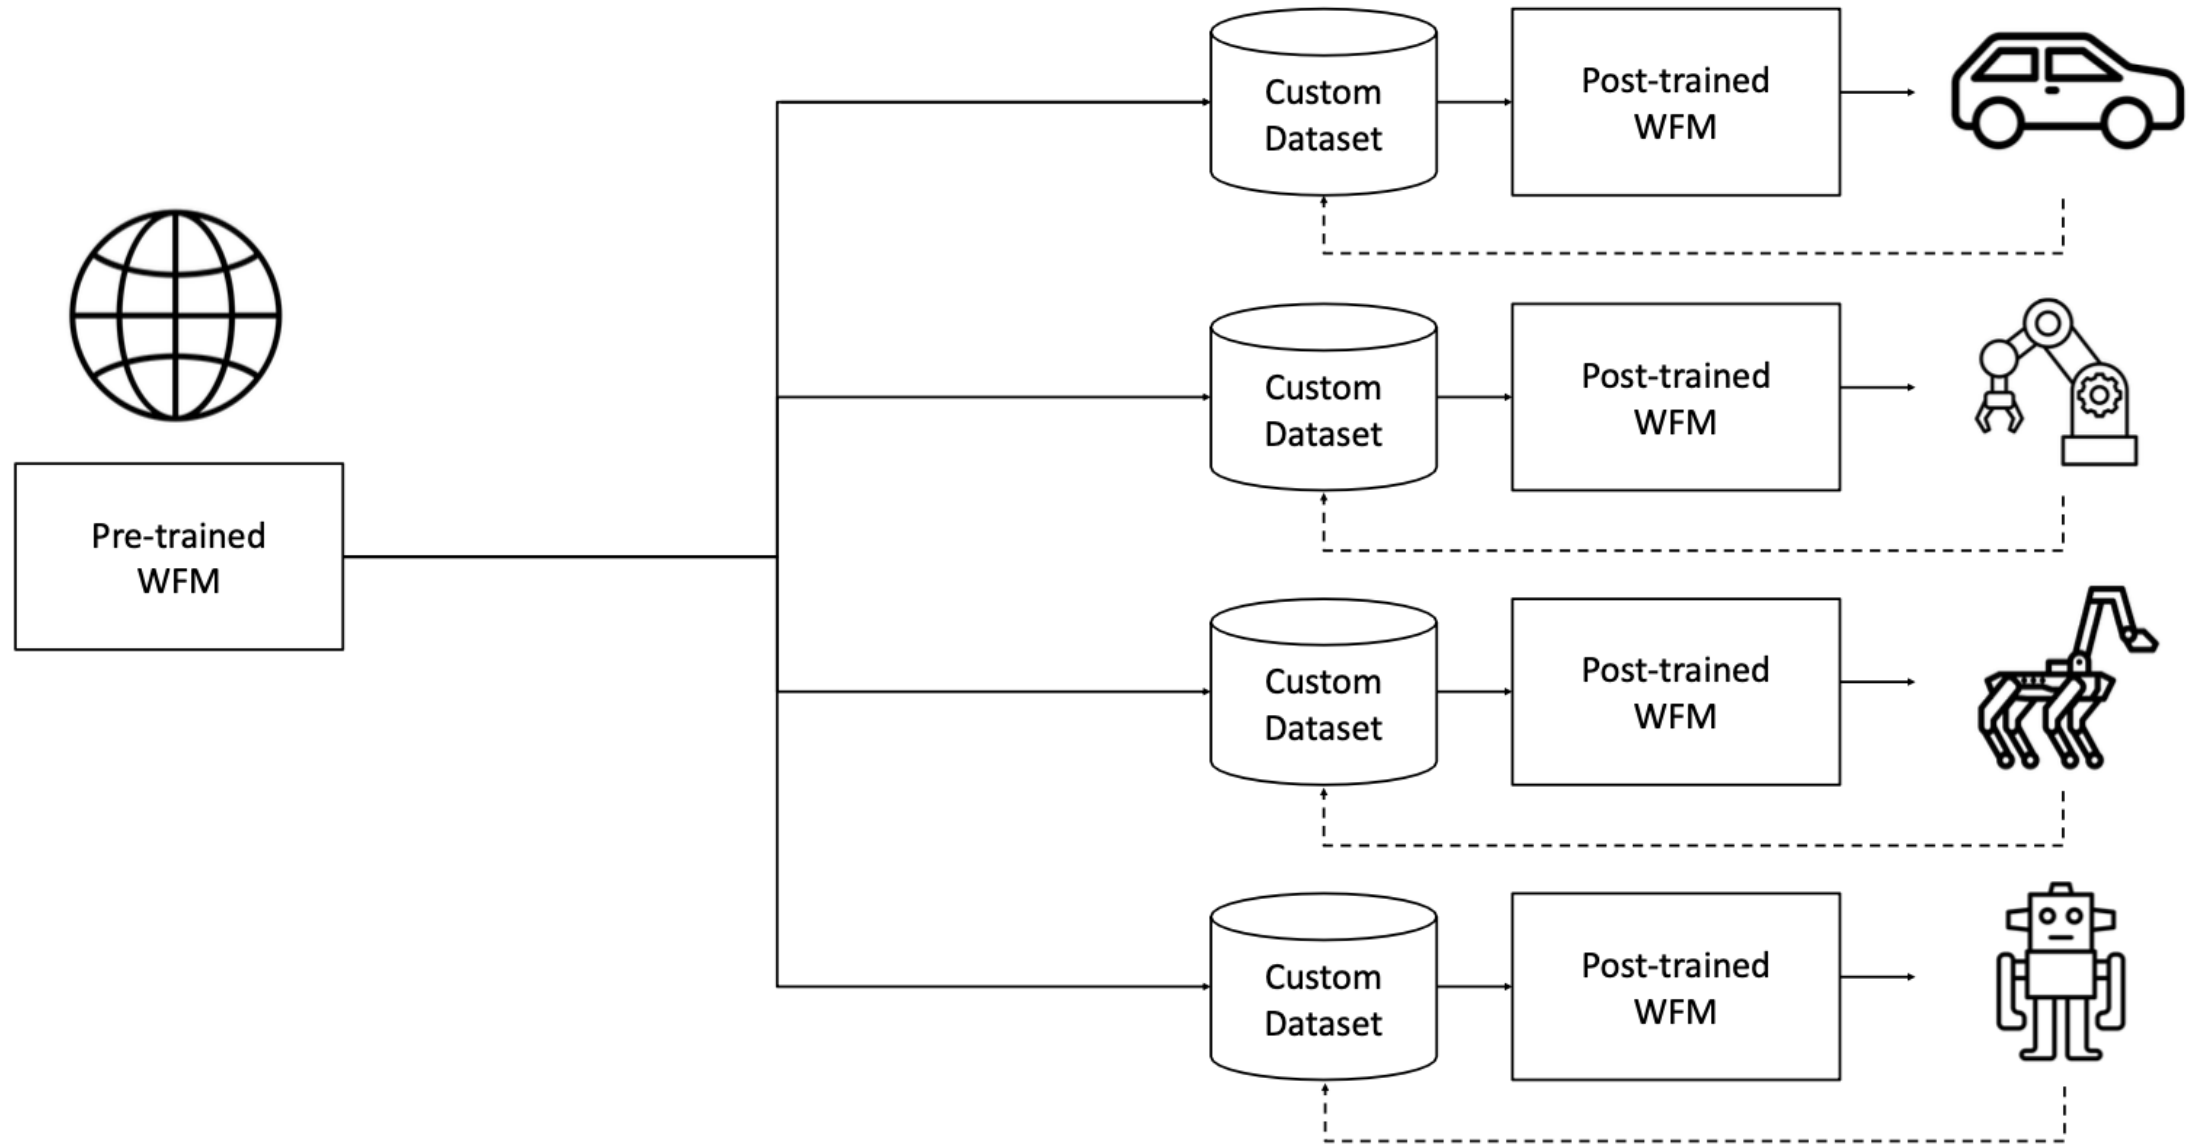 Pre-trained
WFM
Custom
Dataset
Post-trained
WFM
Custom
Dataset
Post-trained
WFM
Custom
Dataset
Post-trained
WFM
Custom
Dataset
Post-trained
WFM